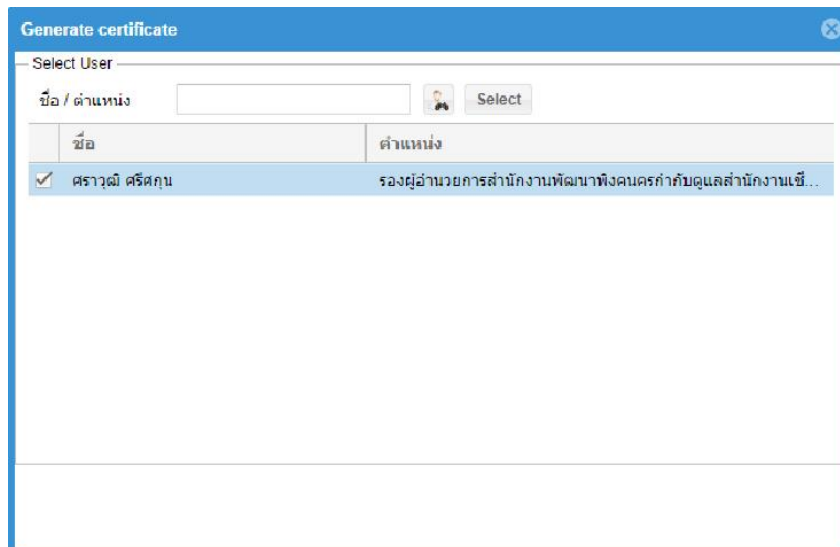 Generate certificate
Select User
ชื่อ / ตำแหน่ง Select
ชื่อ ตำแหน่ง
ศราวุฒิ ศรีศกุน รองผู้อำนวยการสำนักงานพัฒนาพิงคนครกำกับดูแลสำนักงานเชี...